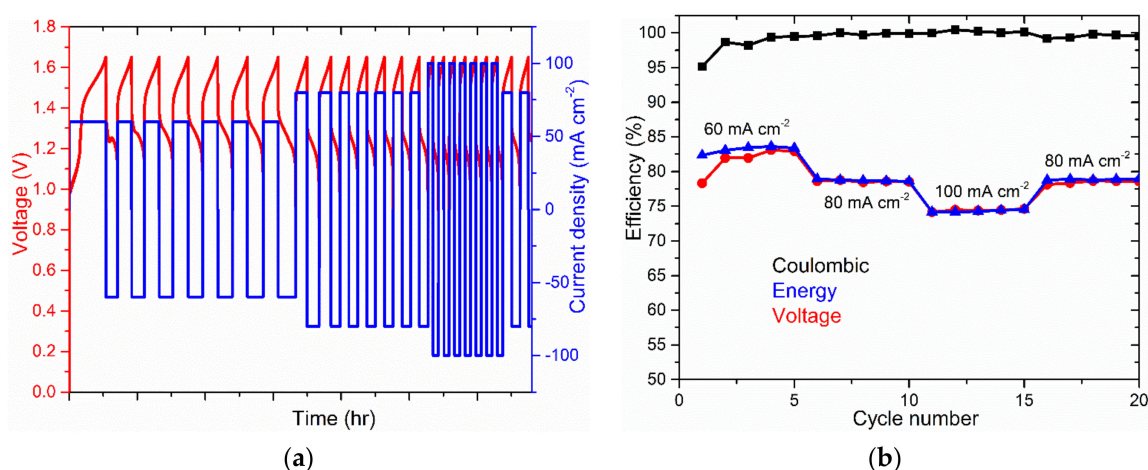 Voltage (V)
1.8
1.6
1.4
1.2
1.0
0.8
0.6
0.4
0.2
0.0
100
50
0
-50
-100
Current density (mA cm-2)
Time (hr)
(a)
Efficiency (%)
100
95
90
85
80
75
70
65
60
55
50
60 mA cm-2
80 mA cm-2
100 mA cm-2
80 mA cm-2
Coulombic
Energy
Voltage
0 5 10 15 20
Cycle number
(b)